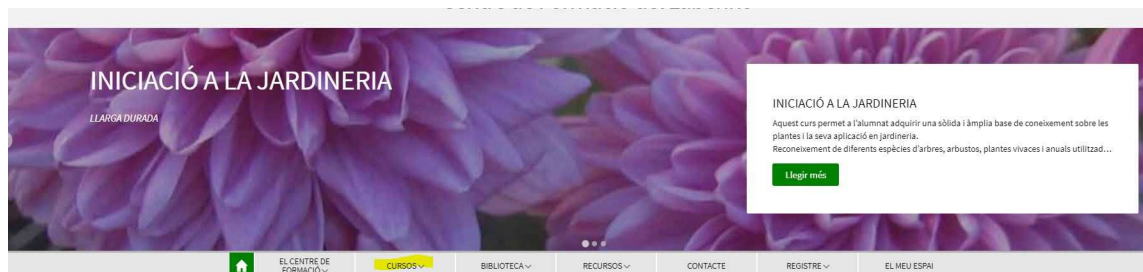 INICIACIÓ A LA JARDINERIA
LLARGA DURADA
INICIACIÓ A LA JARDINERIA
Aquest curs permet a l'alumnat adquirir una sòlida i àmplia base de coneixement sobre les
plantes i la seva aplicació en jardineria.
Reconeixement de diferents espècies d'arbres, arbustos, plantes vivaces i anuals utilitzad...
Llegir més
EL CENTRE DE
FORMACIÓ
CURSOS
BIBLIOTECA
RECURSOS
CONTACTE
REGISTRE
EL MEU ESPAI